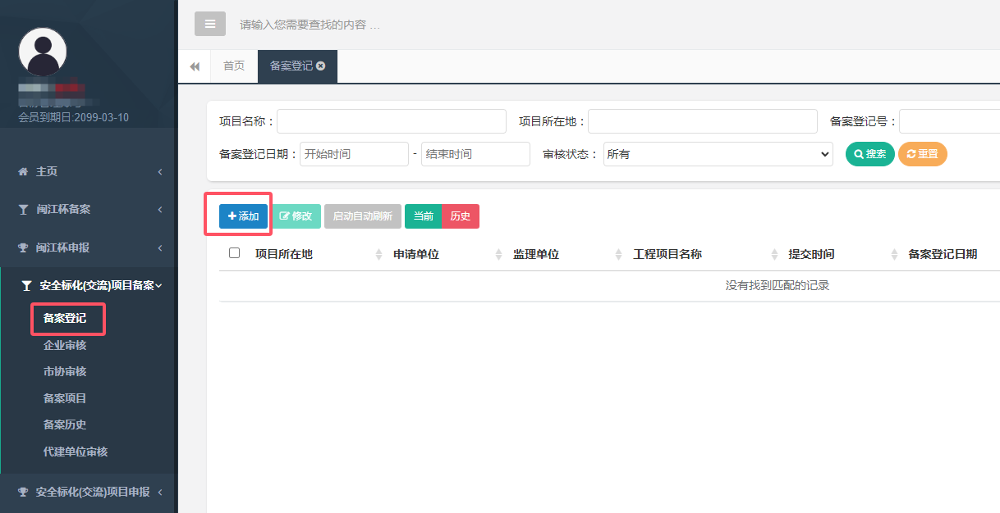 请输入您需要查找的内容 …
首页
备案登记
会员到期日:2099-03-10
主页
闽江杯备案
闽江杯申报
安全标化(交流)项目备案
备案登记
企业审核
市协审核
备案项目
备案历史
代建单位审核
安全标化(交流)项目申报
项目名称： 项目所在地： 备案登记号：
备案登记日期： 开始时间 - 结束时间 审核状态： 所有 搜索 重置
添加 修改 启动自动刷新 当前 历史
项目所在地 申请单位 监理单位 工程项目名称 提交时间 备案登记日期
没有找到匹配的记录